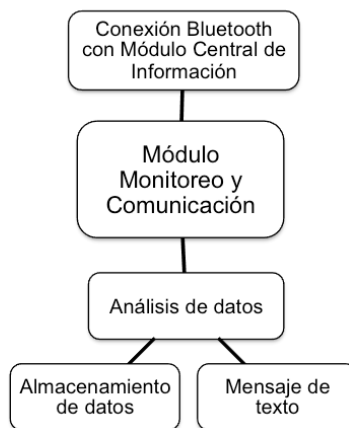 Conexión Bluetooth
con Módulo Central de
Información
Módulo
Monitoreo y
Comunicación
Análisis de datos
Almacenamiento
de datos
Mensaje de
texto